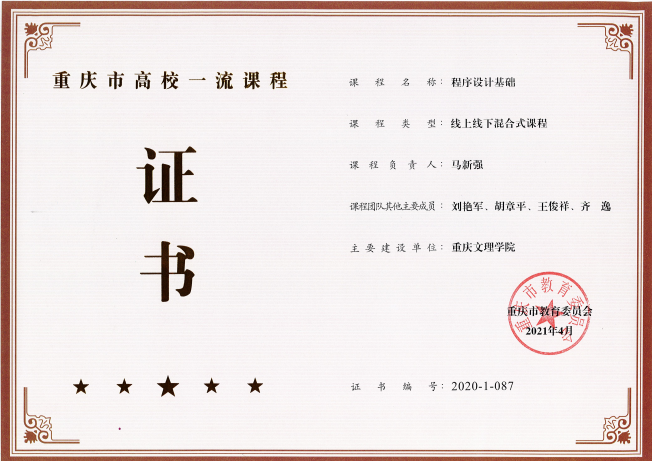 重庆市高校一流课程
证
书
课程名称：程序设计基础
课程类型：线上线下混合式课程
课程负责人：马新强
课程团队其他主要成员：刘艳军、胡章平、王俊祥、齐 逸
主要建设单位：重庆文理学院
重庆市教育委员会
重庆市教育委员会
2021年4月
证书编号：2020-1-087